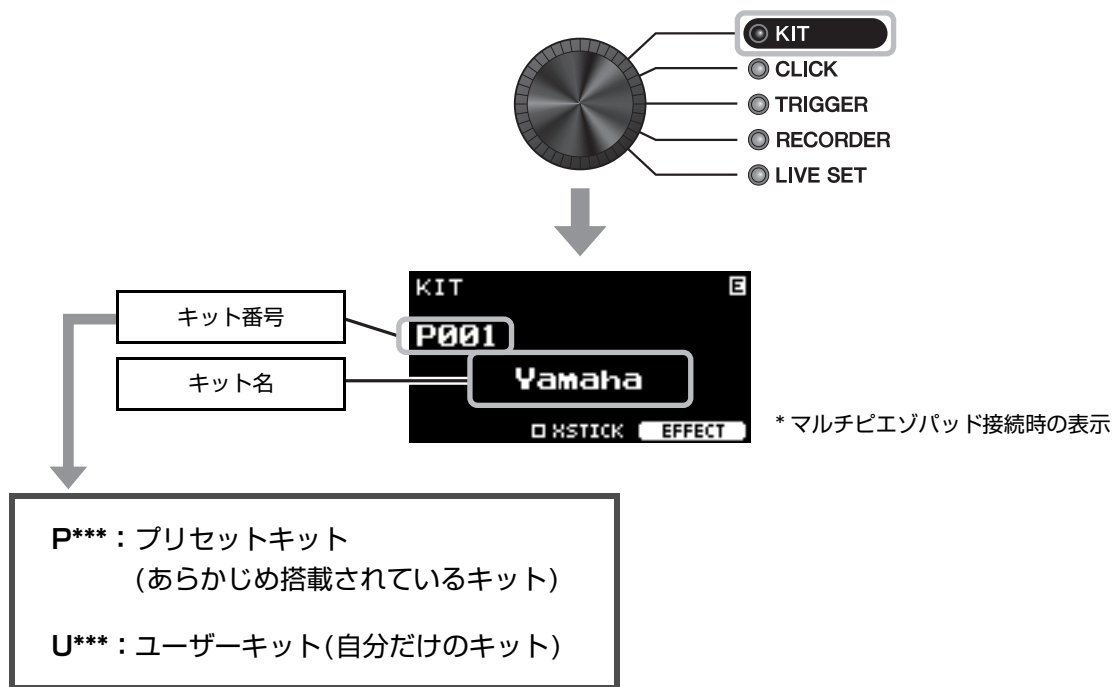 KIT
CLICK
TRIGGER
RECORDER
LIVE SET
KIT E
キット番号
P001
キット名
Yamaha
XSTICK EFFECT
* マルチピエゾパッド接続時の表示
P***:プリセットキット
(あらかじめ搭載されているキット)
U***:ユーザーキット(自分だけのキット)